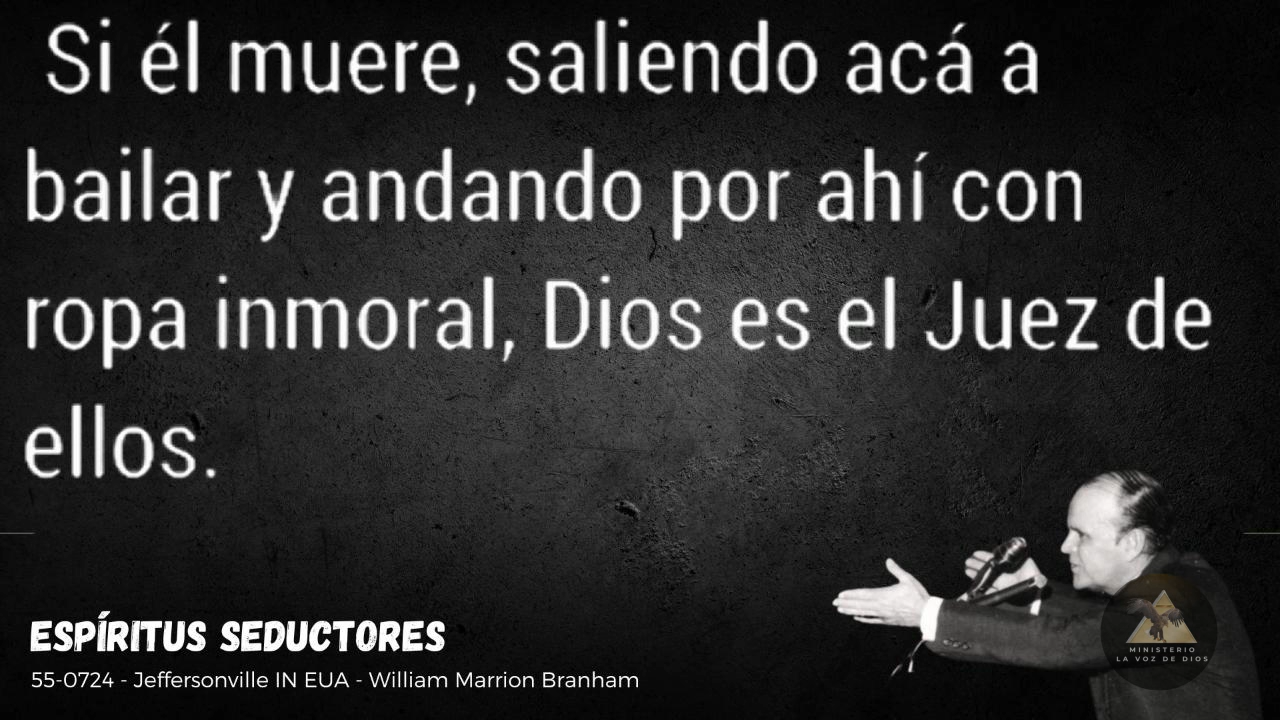 Si él muere, saliendo acá a
bailar y andando por ahí con
ropa inmoral, Dios es el Juez de
ellos.
ESPÍRITUS SEDUCTORES
55-0724 - Jeffersonville IN EUA - William Marrion Branham
MINISTERIO
LA VOZ DE DIOS